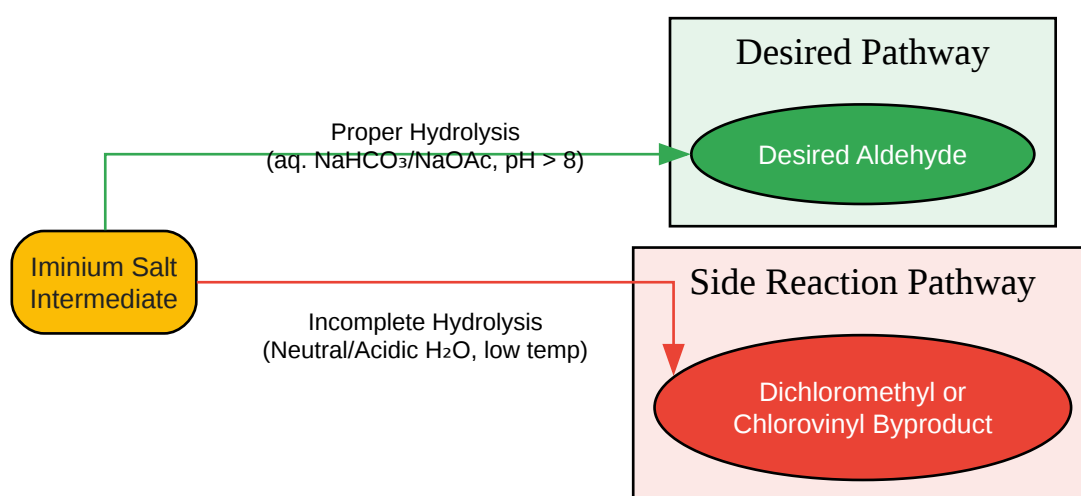 Desired Pathway
Proper Hydrolysis
(aq. NaHCO₃/NaOAc, pH > 8)
Desired Aldehyde
Iminium Salt
Intermediate
Side Reaction Pathway
Incomplete Hydrolysis
(Neutral/Acidic H₂O, low temp)
Dichloromethyl or
Chlorovinyl Byproduct